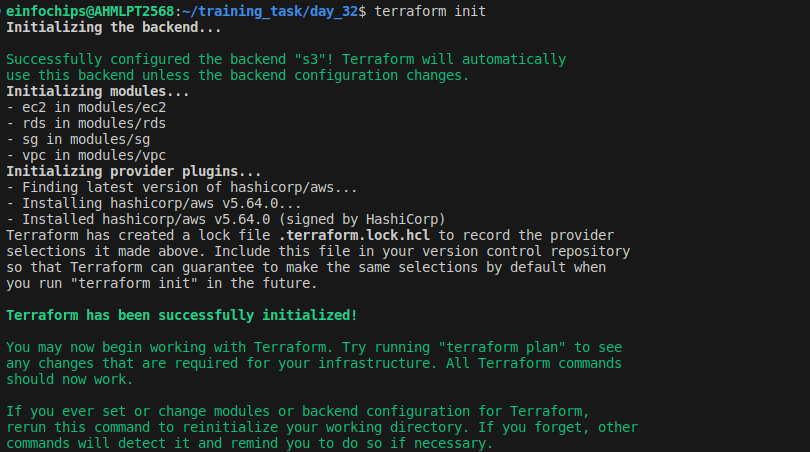 einfochips@AHMLPT2568:~/training_task/day_32$ terraform init
Initializing the backend...
Successfully configured the backend "s3"! Terraform will automatically
use this backend unless the backend configuration changes.
Initializing modules...
- ec2 in modules/ec2
- rds in modules/rds
- sg in modules/sg
- vpc in modules/vpc
Initializing provider plugins...
- Finding latest version of hashicorp/aws...
- Installing hashicorp/aws v5.64.0...
- Installed hashicorp/aws v5.64.0 (signed by HashiCorp)
Terraform has created a lock file .terraform.lock.hcl to record the provider
selections it made above. Include this file in your version control repository
so that Terraform can guarantee to make the same selections by default when
you run "terraform init" in the future.
Terraform has been successfully initialized!
You may now begin working with Terraform. Try running "terraform plan" to see
any changes that are required for your infrastructure. All Terraform commands
should now work.
If you ever set or change modules or backend configuration for Terraform,
rerun this command to reinitialize your working directory. If you forget, other
commands will detect it and remind you to do so if necessary.